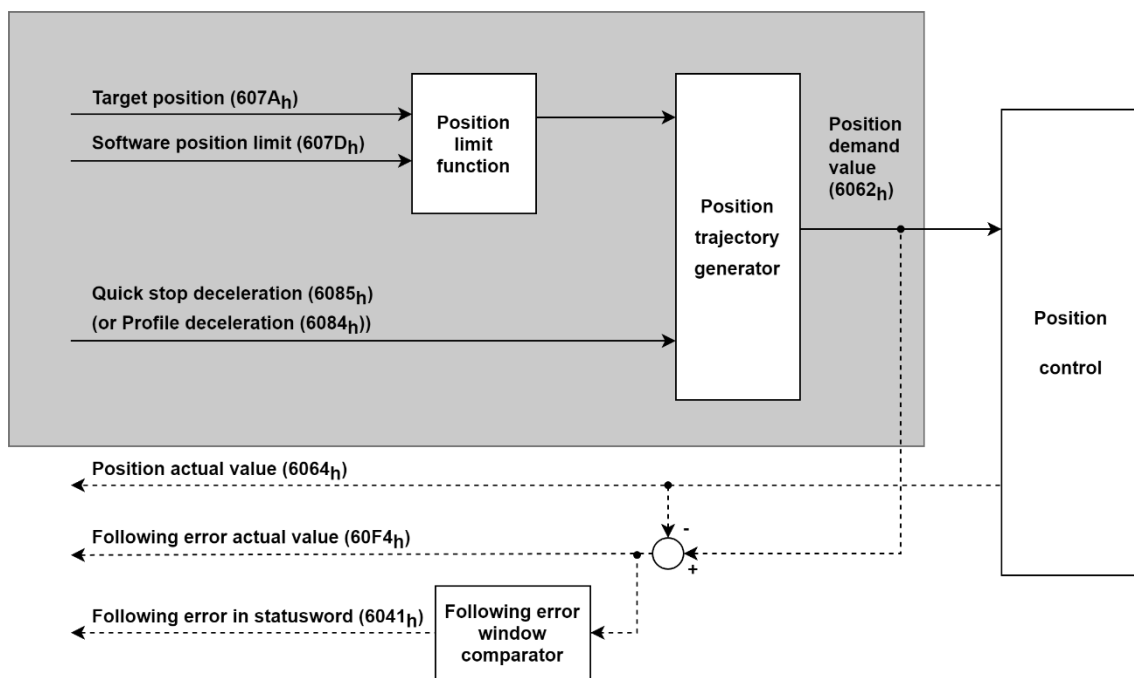 Target position (607Ah)
Software position limit (607Dh)
Position
limit
function
Position
demand
value
(6062h)
Position
trajectory
generator
Quick stop deceleration (6085h)
(or Profile deceleration (6084h))
Position
control
Position actual value (6064h)
-
Following error actual value (60F4h)
+
Following error in statusword (6041h)
Following error
window
comparator